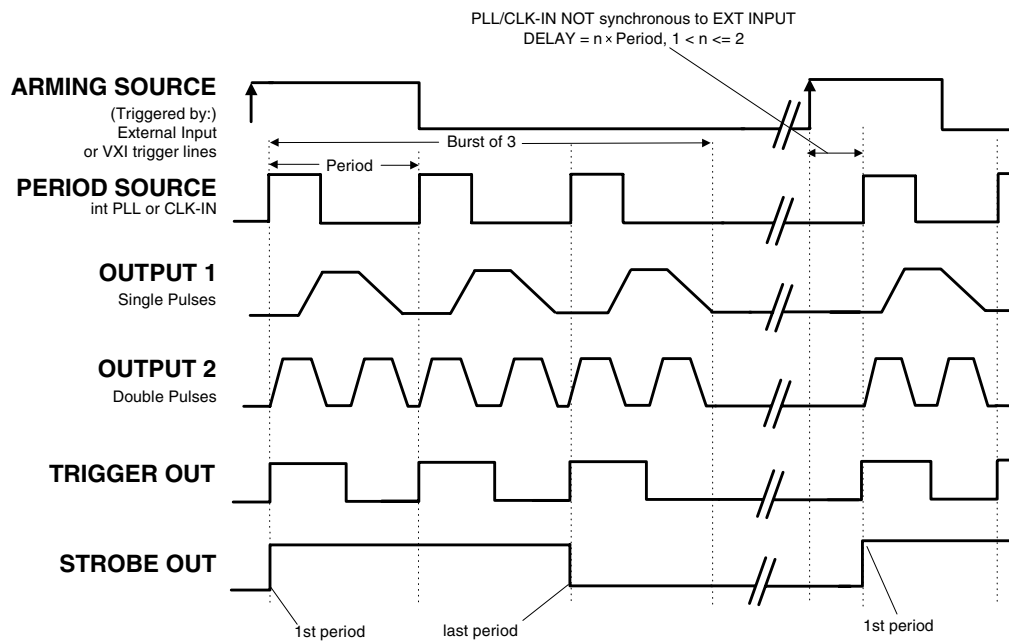 PLL/CLK-IN NOT synchronous to EXT INPUT
DELAY = n × Period, 1 < n <= 2
ARMING SOURCE
(Triggered by:)
External Input
or VXI trigger lines
Burst of 3
Period
PERIOD SOURCE
int PLL or CLK-IN
OUTPUT 1
Single Pulses
OUTPUT 2
Double Pulses
TRIGGER OUT
STROBE OUT
1st period
last period
1st period